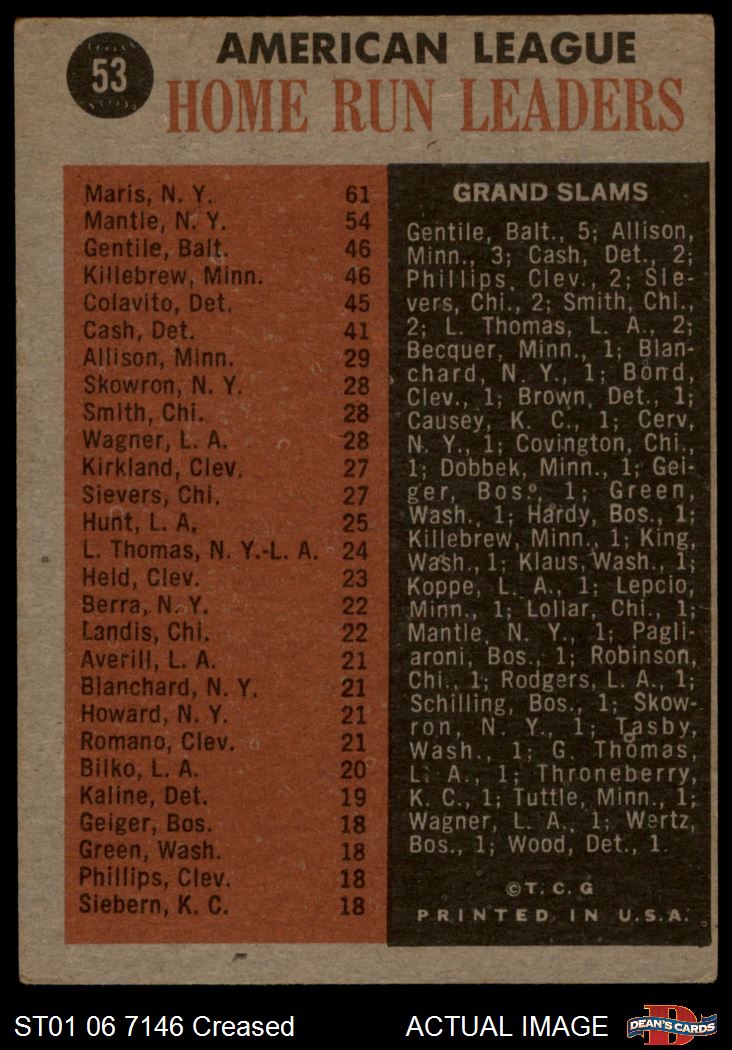 53
AMERICAN LEAGUE
HOME RUN LEADERS
Maris, N. Y. 61
Mantle, N. Y. 54
Gentile, Balt. 46
Killebrew, Minn. 46
Colavito, Det. 45
Cash, Det. 41
Allison, Minn. 29
Skowron, N. Y. 28
Smith, Chi. 28
Wagner, L. A. 28
Kirkland, Clev. 27
Sievers, Chi. 27
Hunt, L. A. 25
L. Thomas, N. Y.-L. A. 24
Held, Clev. 23
Berra, N. Y. 22
Landis, Chi. 22
Averill, L. A. 21
Blanchard, N. Y. 21
Howard, N. Y. 21
Romano, Clev. 21
Bilko, L. A. 20
Kaline, Det. 19
Geiger, Bos. 18
Green, Wash. 18
Phillips, Clev. 18
Siebern, K. C. 18
GRAND SLAMS
Gentile, Balt., 5; Allison,
Minn., 3; Cash, Det., 2;
Phillips, Clev., 2; Sie-
vers, Chi., 2; Smith, Chi.,
2; L. Thomas, L. A., 2;
Becquer, Minn., 1; Blan-
chard, N. Y., 1; Bond,
Clev., 1; Brown, Det., 1;
Causey, K. C., 1; Cerv,
N. Y., 1; Covington, Chi.,
1; Dobbek, Minn., 1; Gei-
ger, Bos., 1; Green,
Wash., 1; Hardy, Bos., 1;
Killebrew, Minn., 1; King,
Wash., 1; Klaus, Wash., 1;
Koppe, L. A., 1; Lepcio,
Minn., 1; Lollar, Chi., 1;
Mantle, N. Y., 1; Pagli-
aroni, Bos., 1; Robinson,
Chi., 1; Rodgers, L. A., 1;
Schilling, Bos., 1; Skow-
ron, N. Y., 1; Tasby,
Wash., 1; G. Thomas,
L. A., 1; Throneberry,
K. C., 1; Tuttle, Minn., 1;
Wagner, L. A., 1; Wertz,
Bos., 1; Wood, Det., 1.
©T. C. G
PRINTED IN U.S.A.
ST01 06 7146 Creased
ACTUAL IMAGE
DEAN'S CARDS